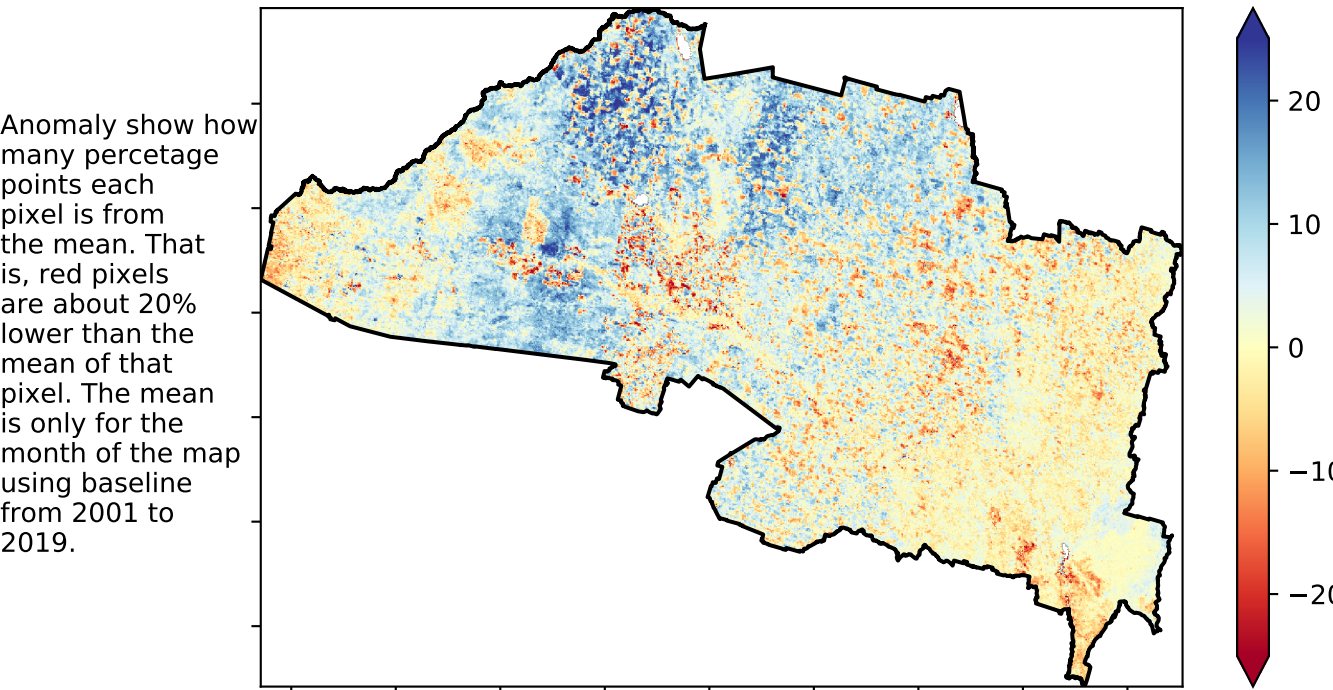 Anomaly show how
many percetage
points each
pixel is from
the mean. That
is, red pixels
are about 20%
lower than the
mean of that
pixel. The mean
is only for the
month of the map
using baseline
from 2001 to
2019.
20
10
0
−10
−20